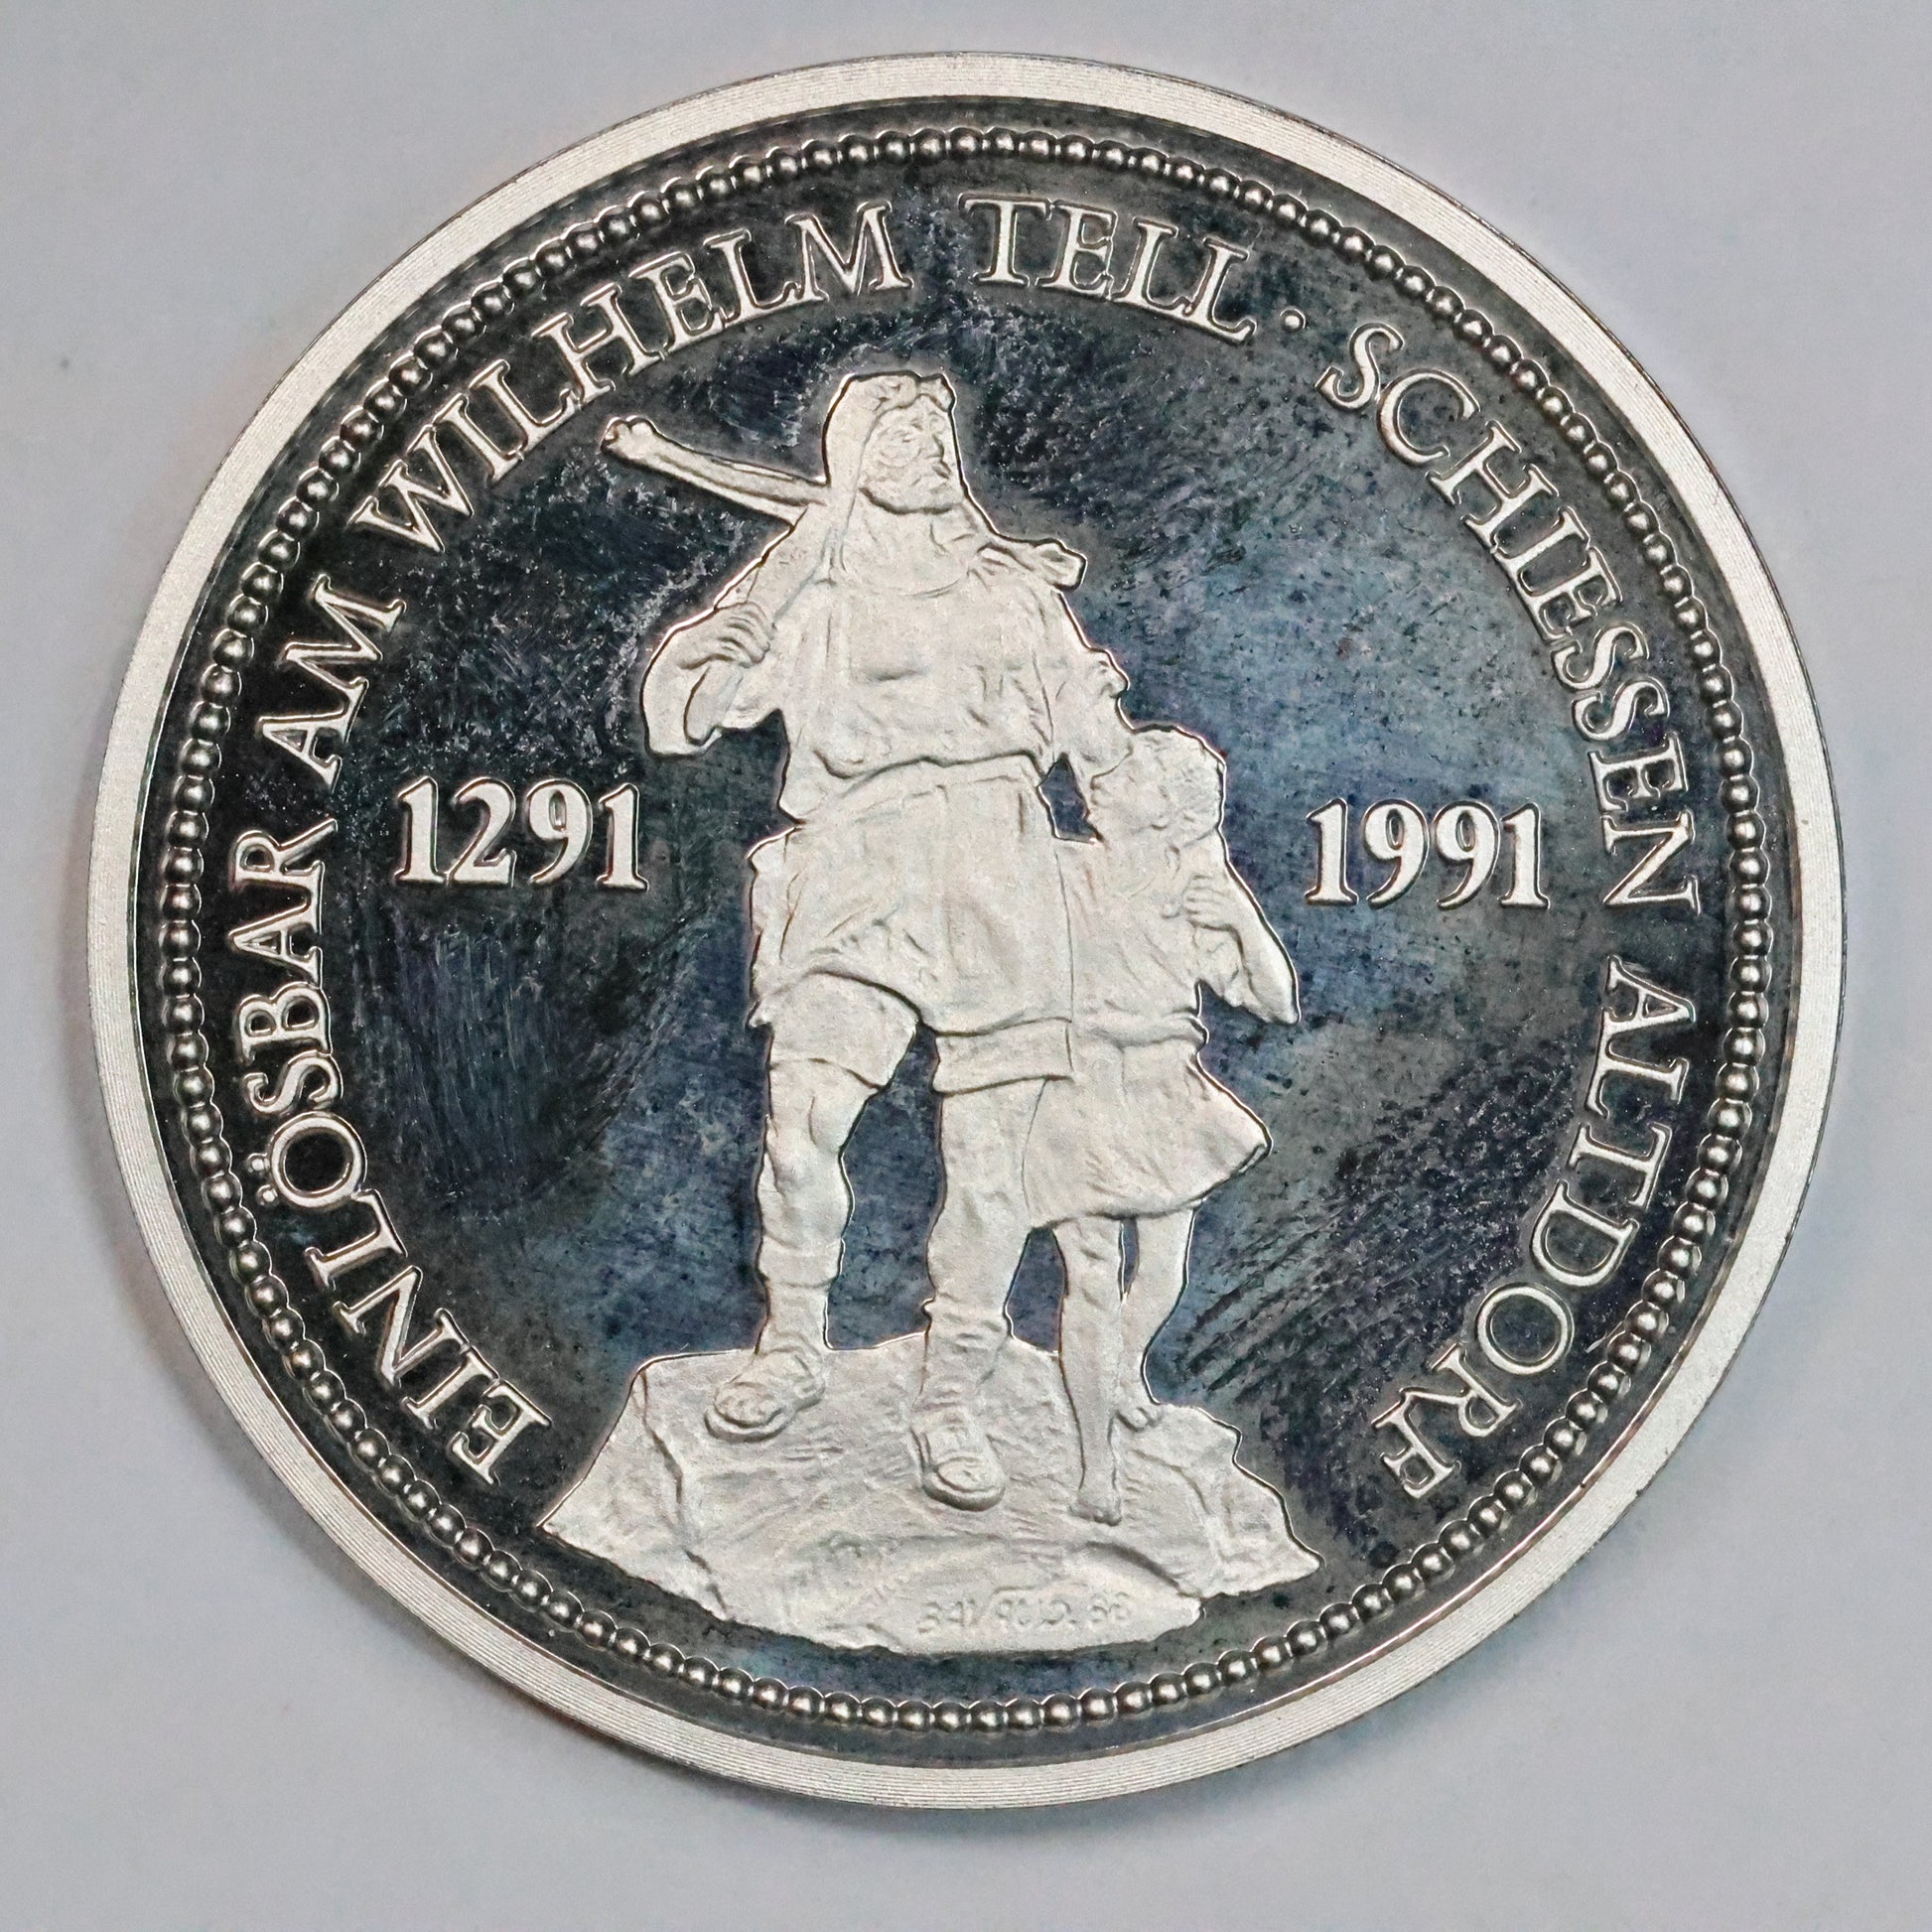 EINLÖSBAR AM WILHELM TELL · SCHIESSEN ALTDORF
1291
1991